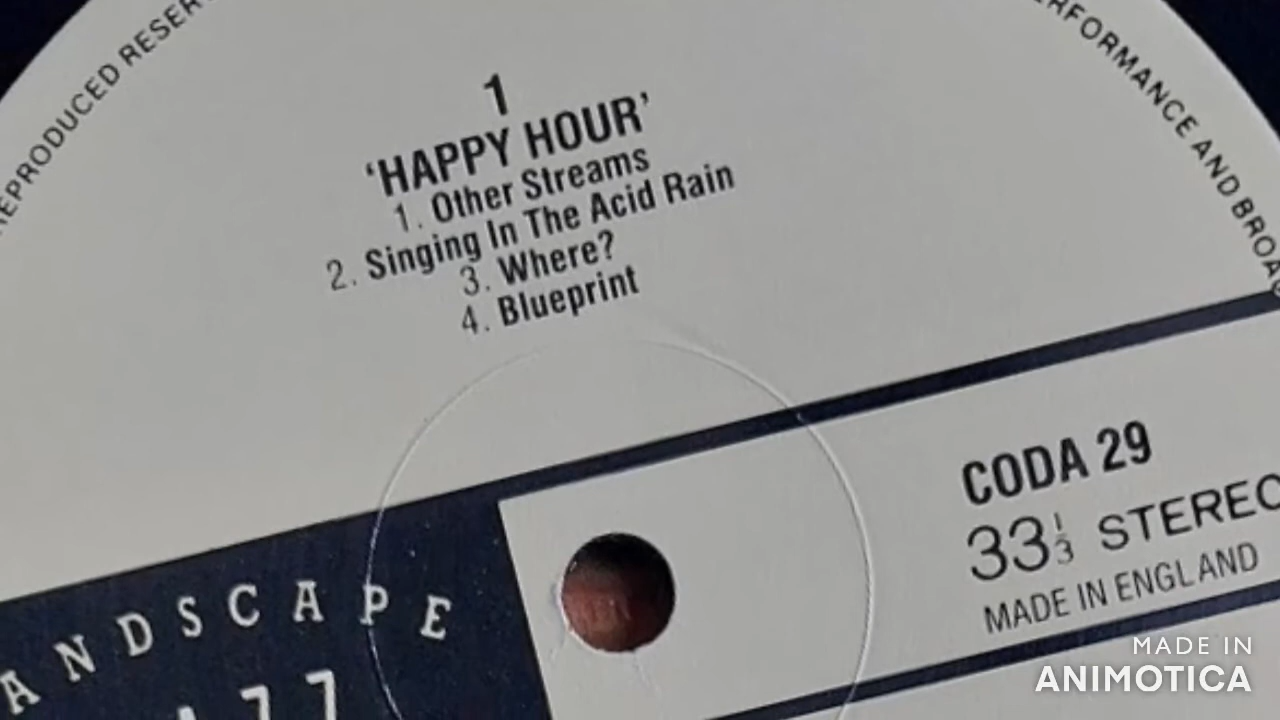 REPRODUCED RESER
RFORMANCE AND BROA
1
'HAPPY HOUR'
1. Other Streams
2. Singing In The Acid Rain
3. Where?
4. Blueprint
CODA 29
33⅓ STEREO
MADE IN ENGLAND
ANDSCAPE
MADE IN
ANIMOTICA